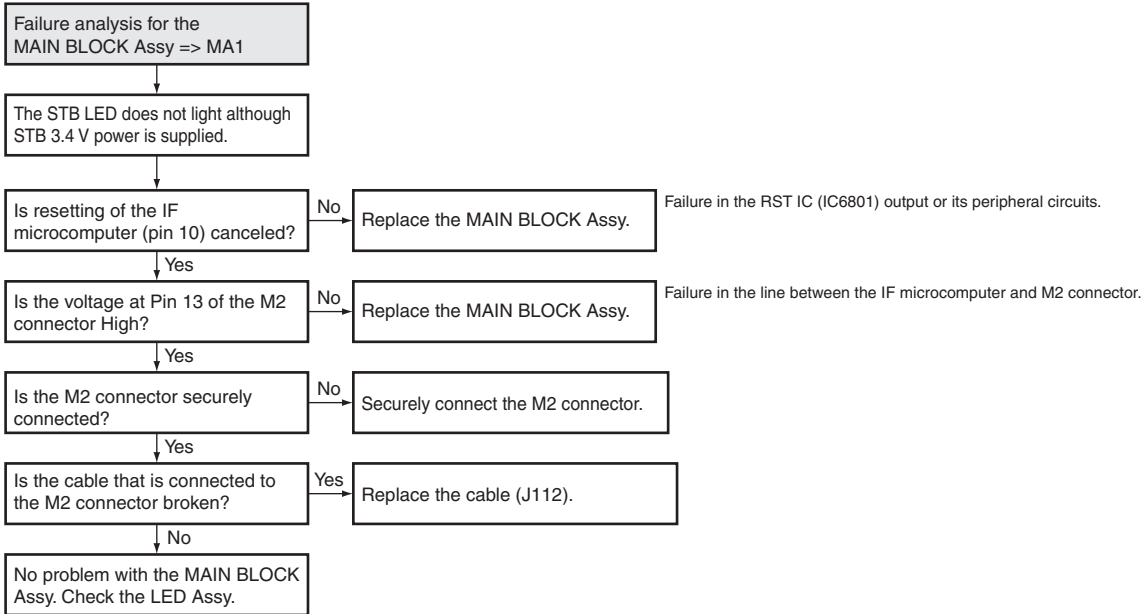 Failure analysis for the
MAIN BLOCK Assy => MA1
The STB LED does not light although
STB 3.4 V power is supplied.
Is resetting of the IF
microcomputer (pin 10) canceled?
No
Replace the MAIN BLOCK Assy.
Failure in the RST IC (IC6801) output or its peripheral circuits.
Yes
Is the voltage at Pin 13 of the M2
connector High?
No
Replace the MAIN BLOCK Assy.
Failure in the line between the IF microcomputer and M2 connector.
Yes
Is the M2 connector securely
connected?
No
Securely connect the M2 connector.
Yes
Is the cable that is connected to
the M2 connector broken?
Yes
Replace the cable (J112).
No
No problem with the MAIN BLOCK
Assy. Check the LED Assy.